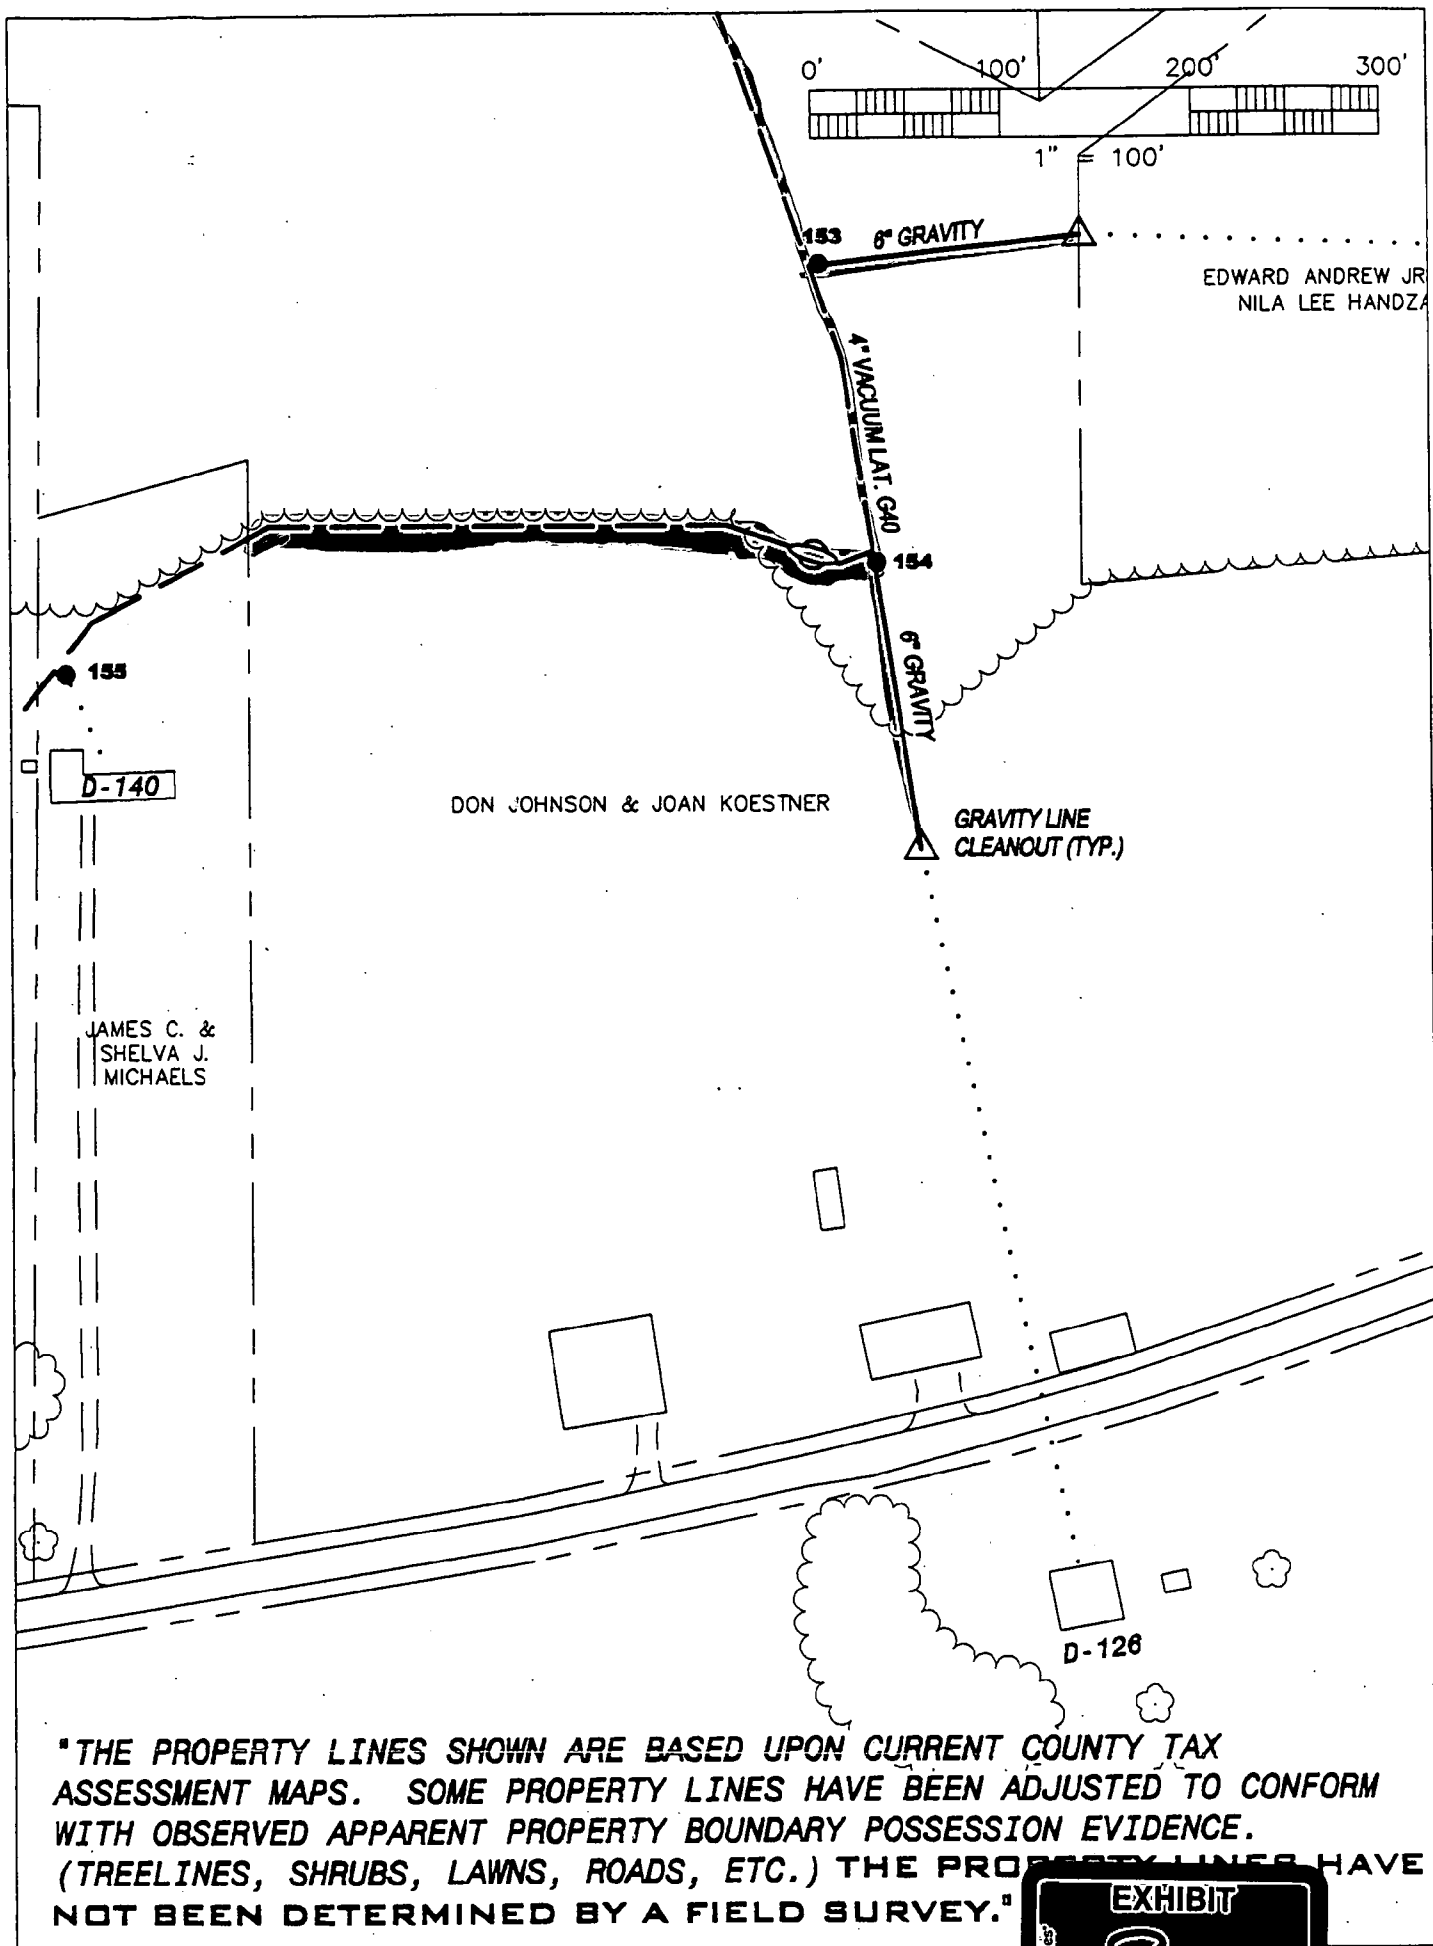 0' 100' 200' 300'
1" = 100'
153
6" GRAVITY
EDWARD ANDREW JR
NILA LEE
4" VACUUM LAT. G40
154
155
6" GRAVITY
D-140
DON JOHNSON & JOAN KOESTNER
GRAVITY LINE
CLEANOUT (TYP.)
JAMES C. &
SHELVA J.
MICHAELS
D-126
"THE PROPERTY LINES SHOWN ARE BASED UPON CURRENT COUNTY TAX
ASSESSMENT MAPS. SOME PROPERTY LINES HAVE BEEN ADJUSTED TO CONFORM
WITH OBSERVED APPARENT PROPERTY BOUNDARY POSSESSION EVIDENCE.
(TREELINES, SHRUBS, LAWNS, ROADS, ETC.) THE PROPERTY LINES HAVE
NOT BEEN DETERMINED BY A FIELD SURVEY."
EXHIBIT